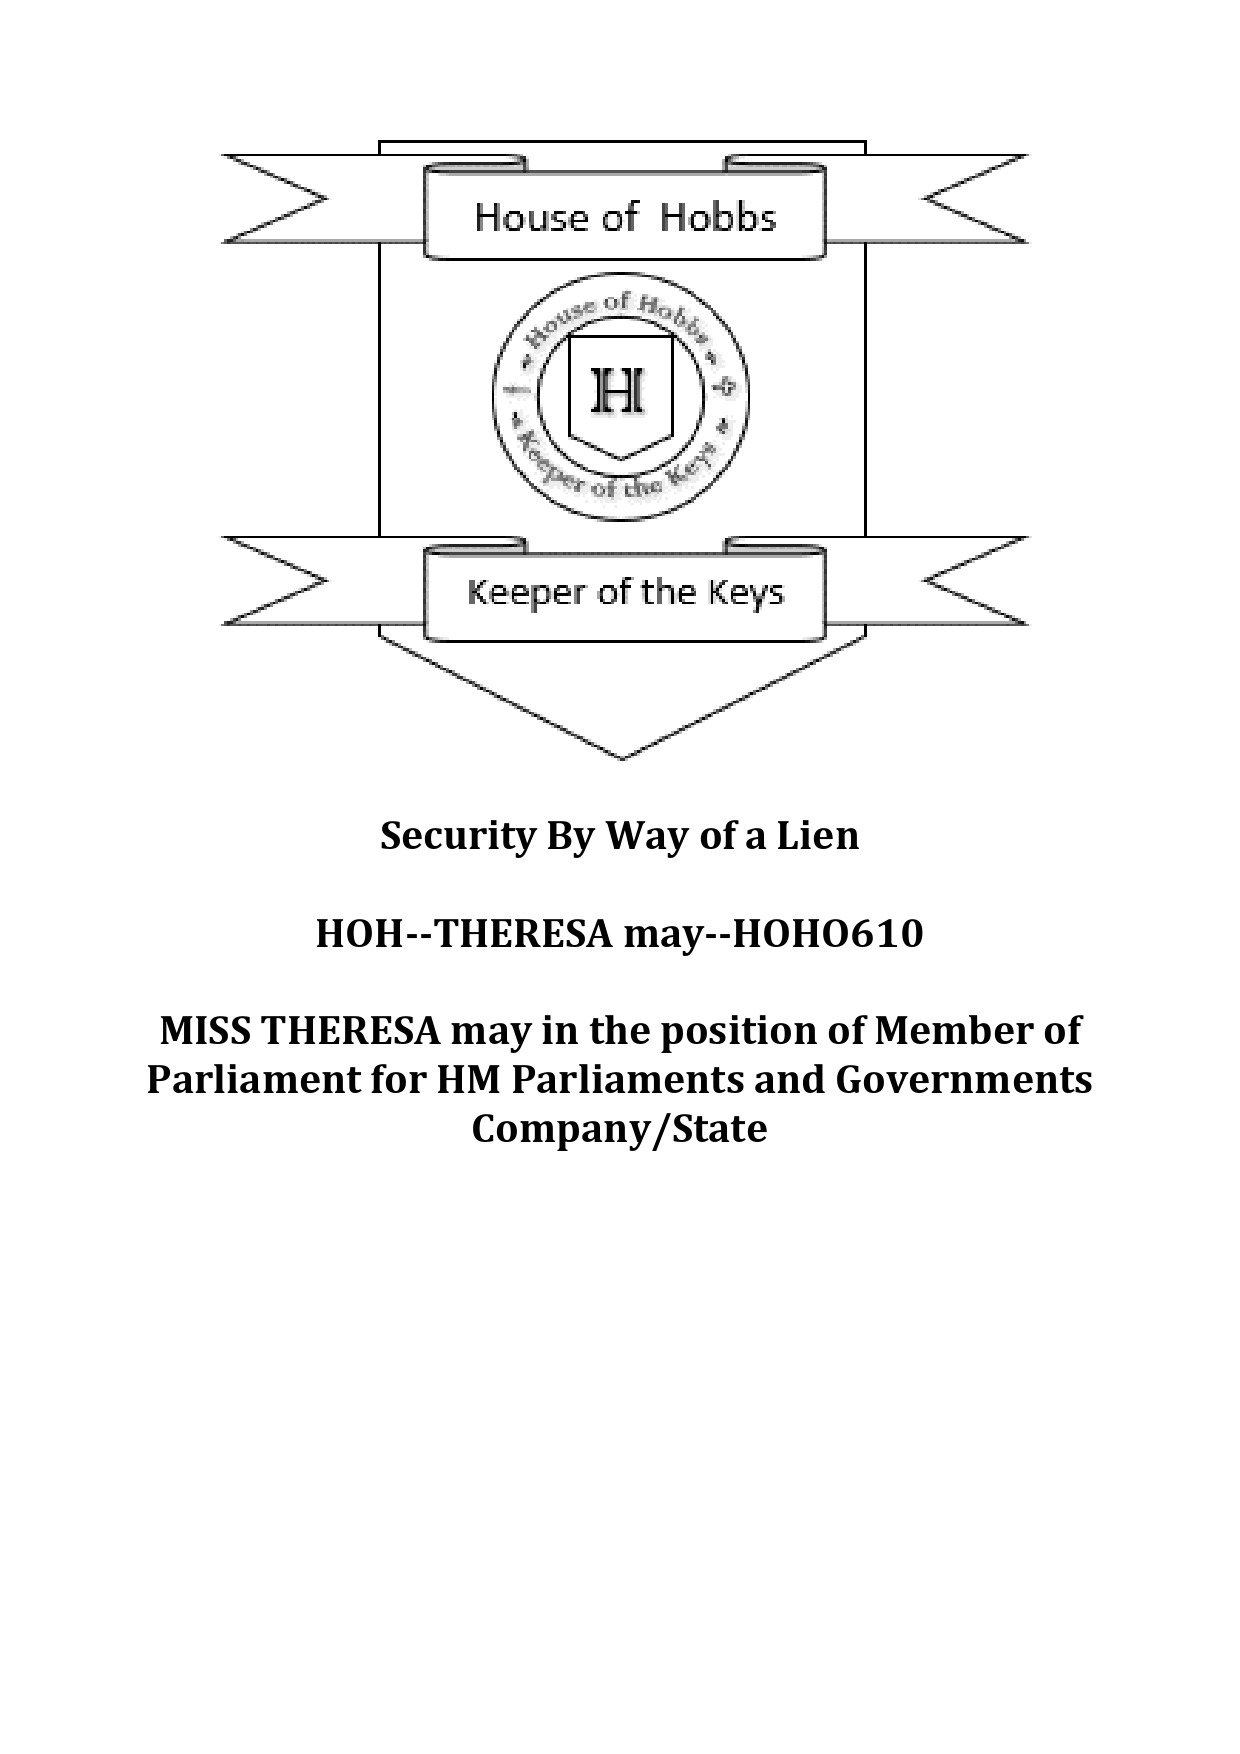 House of Hobbs
House of Hobbs
H
Keeper of the Keys
Keeper of the Keys
Security By Way of a Lien
HOH--THERESA may--HOHO610
MISS THERESA may in the position of Member of
Parliament for HM Parliaments and Governments
Company/State